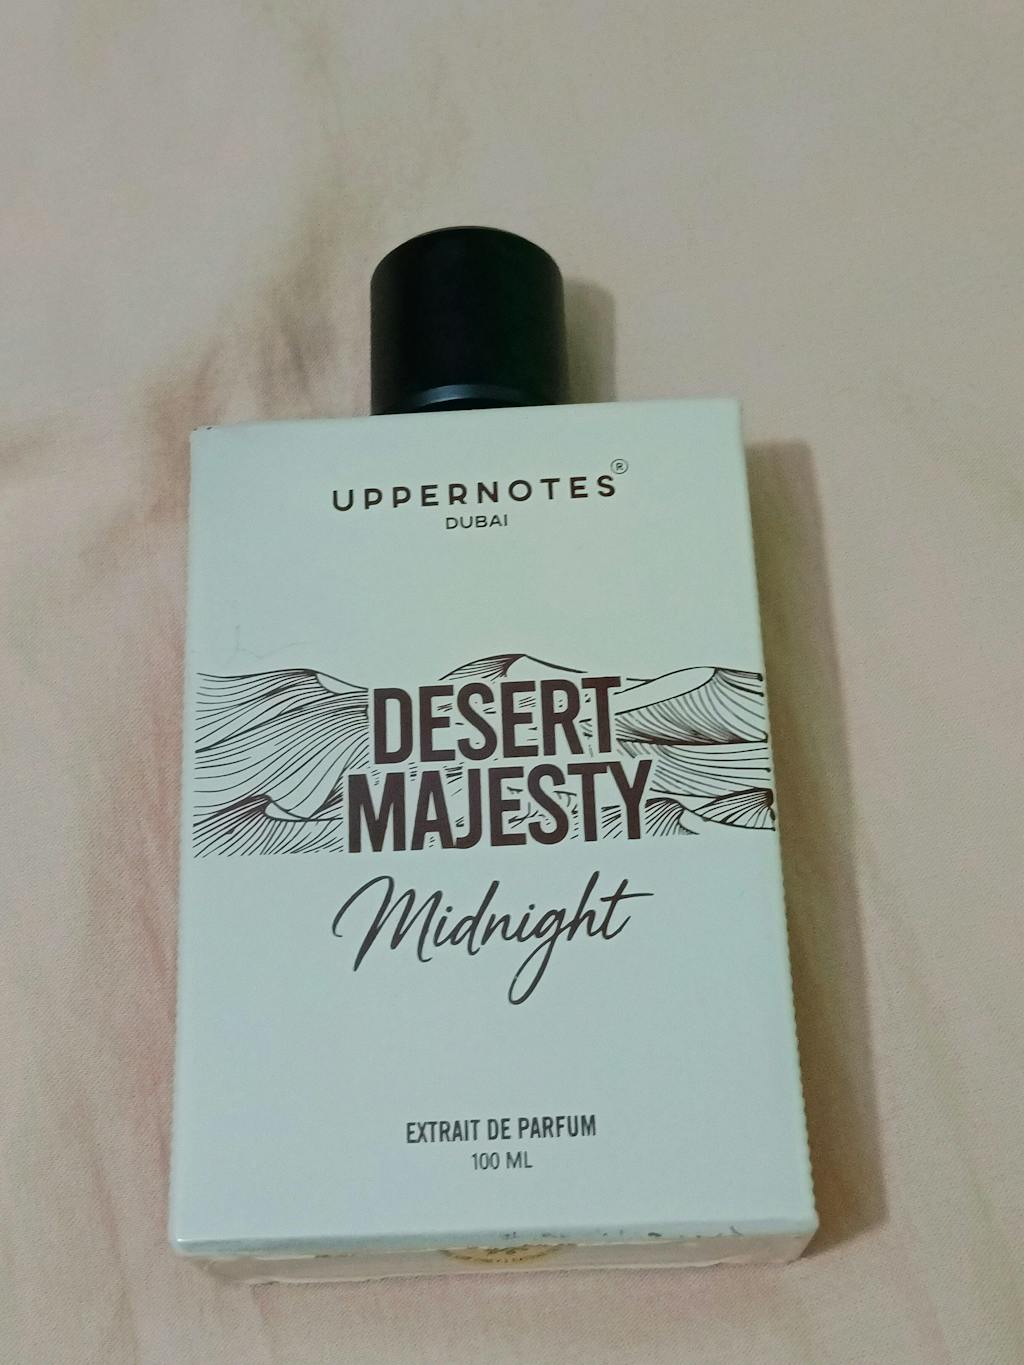 UPPERNOTES®
DUBAI
DESERT
MAJESTY
Midnight
EXTRAIT DE PARFUM
100 ML